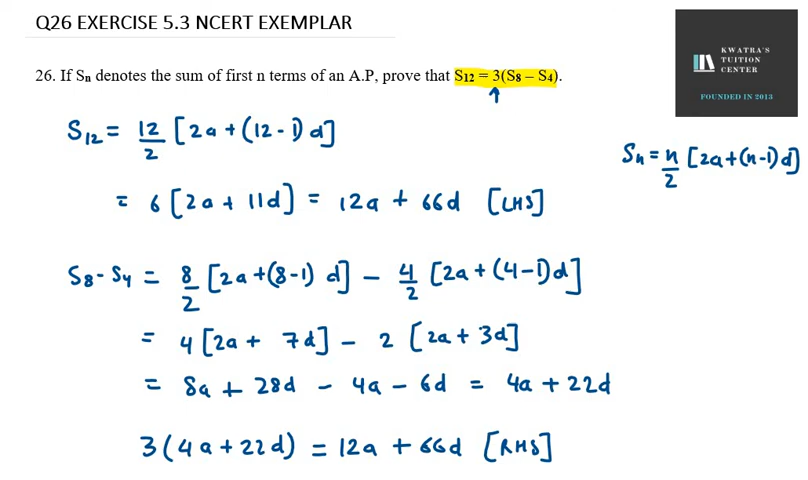 Q26 EXERCISE 5.3 NCERT EXEMPLAR
KWATRA'S
TUITION
CENTER
FOUNDED IN 2013
26. If Sn denotes the sum of first n terms of an A.P, prove that S₁₂ = 3(S₈ – S₄).
S₁₂ = 12/2 [2a + (12-1)d]
Sₙ = n/2 [2a+(n-1)d]
= 6 [2a + 11d] = 12a + 66d [LHS]
S₈ - S₄ = 8/2 [2a+(8-1) d] - 4/2 [2a + (4-1)d]
= 4 [2a + 7d] - 2 [2a + 3d]
= 8a + 28d - 4a - 6d = 4a + 22d
3(4a + 22d) = 12a + 66d [RHS]